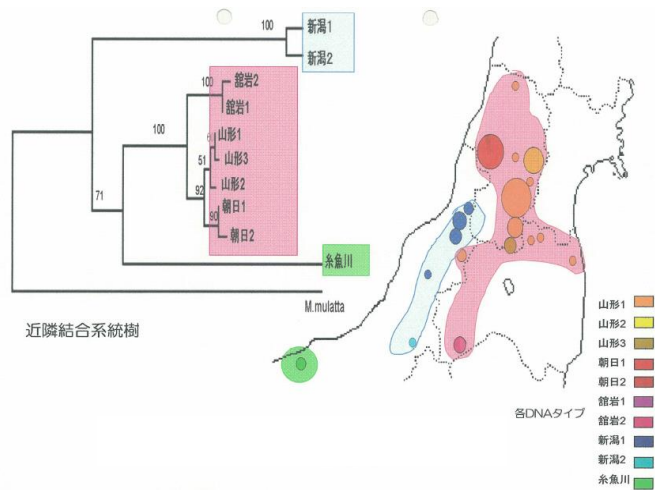 100
新潟1
新潟2
100
舘岩2
舘岩1
100
山形1
51
山形3
山形2
92
朝日1
90
朝日2
71
糸魚川
M.mulatta
近隣結合系統樹
各DNAタイプ
山形1
山形2
山形3
朝日1
朝日2
舘岩1
舘岩2
新潟1
新潟2
糸魚川